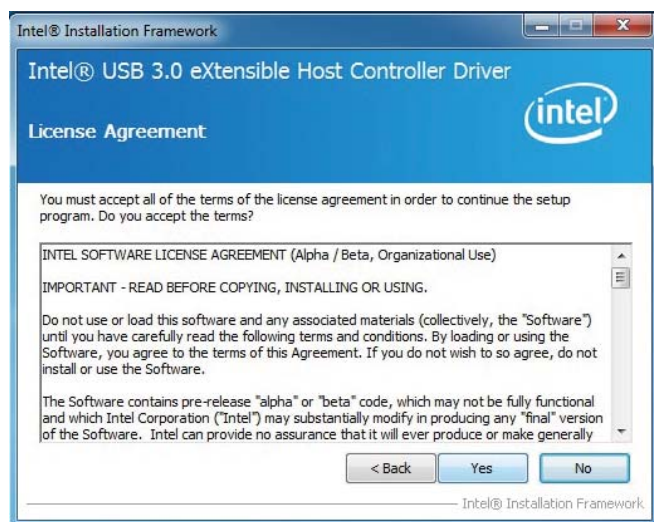 Intel® Installation Framework
Intel® USB 3.0 eXtensible Host Controller Driver
License Agreement
intel
You must accept all of the terms of the license agreement in order to continue the setup
program. Do you accept the terms?
INTEL SOFTWARE LICENSE AGREEMENT (Alpha / Beta, Organizational Use)
IMPORTANT - READ BEFORE COPYING, INSTALLING OR USING.
Do not use or load this software and any associated materials (collectively, the "Software")
until you have carefully read the following terms and conditions. By loading or using the
Software, you agree to the terms of this Agreement. If you do not wish to so agree, do not
install or use the Software.
The Software contains pre-release "alpha" or "beta" code, which may not be fully functional
and which Intel Corporation ("Intel") may substantially modify in producing any "final" version
of the Software. Intel can provide no assurance that it will ever produce or make generally
< Back
Yes
No
Intel® Installation Framework